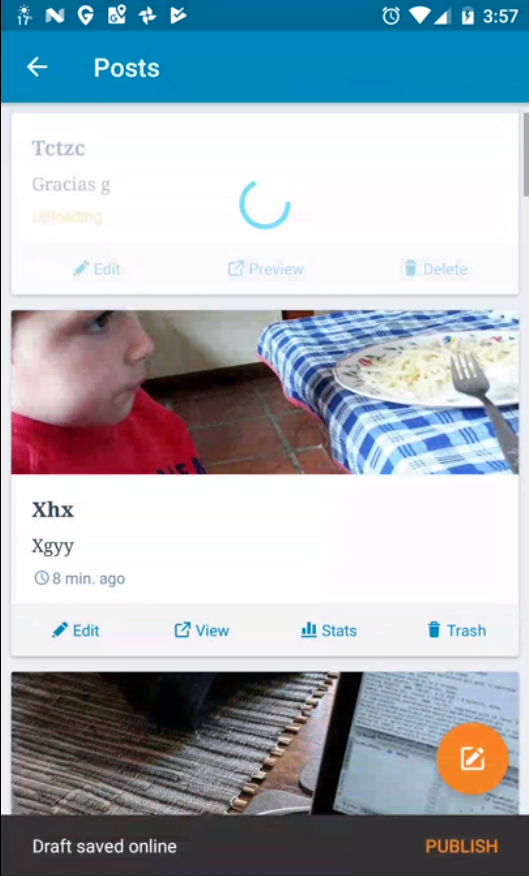 17° 3:57
Posts
Tctzc
Gracias g
Uploading
Edit Preview Delete
Xhx
Xgyy
8 min. ago
Edit View Stats Trash
Draft saved online PUBLISH